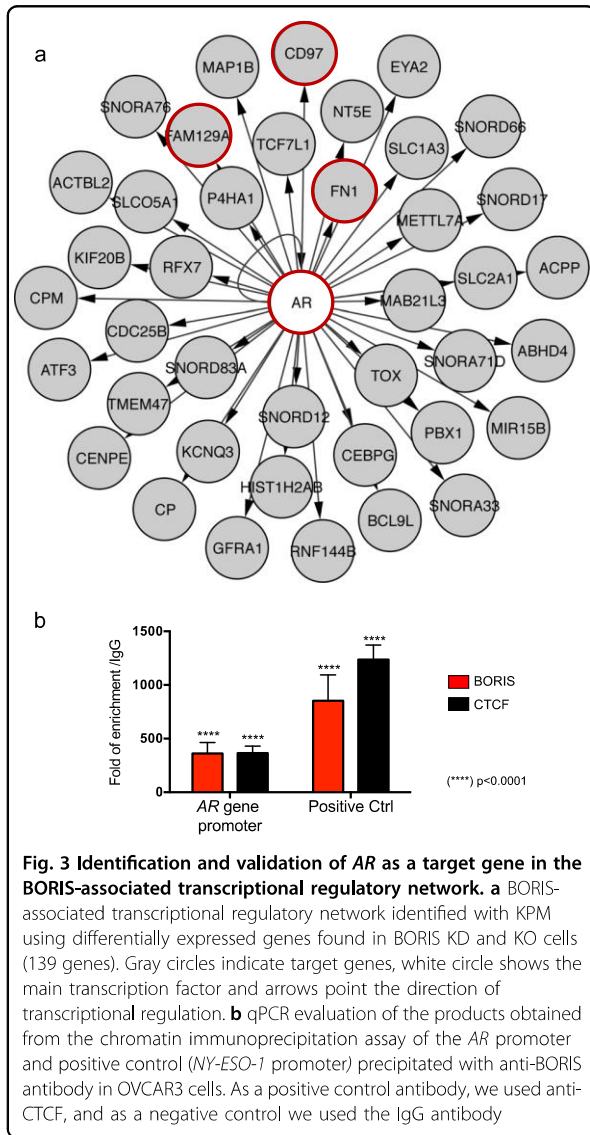 a
CD97
MAP1B
EYA2
SNORA76
NT5E
FAM129A
TCF7L1
SLC1A3
SNORD66
ACTBL2
SLCO5A1
P4HA1
FN1
METTL7A
SNORD17
KIF20B
RFX7
SLC2A1
ACPP
CPM
AR
MAB21L3
CDC25B
ABHD4
ATF3
SNORD83A
TOX
SNORA71D
TMEM47
SNORD12
MIR15B
CENPE
KCNQ3
CEBPG
PBX1
HIST1H2AB
CP
SNORA33
GFRA1
RNF144B
BCL9L
b
Fold of enrichment /IgG
1500
1000
500
0
**** **** **** ****
AR gene promoter
Positive Ctrl
BORIS
CTCF
(****) p<0.0001
Fig. 3 Identification and validation of AR as a target gene in the
BORIS-associated transcriptional regulatory network. a BORIS-
associated transcriptional regulatory network identified with KPM
using differentially expressed genes found in BORIS KD and KO cells
(139 genes). Gray circles indicate target genes, white circle shows the
main transcription factor and arrows point the direction of
transcriptional regulation. b qPCR evaluation of the products obtained
from the chromatin immunoprecipitation assay of the AR promoter
and positive control (NY-ESO-1 promoter) precipitated with anti-BORIS
antibody in OVCAR3 cells. As a positive control antibody, we used anti-
CTCF, and as a negative control we used the IgG antibody